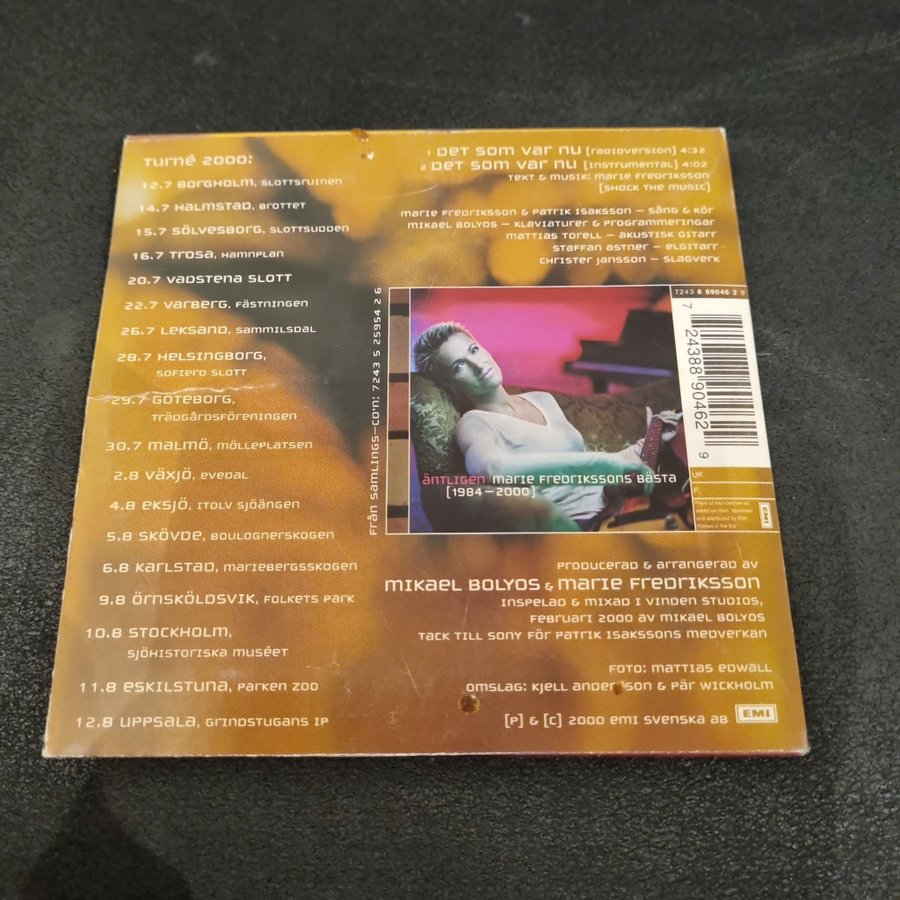 Turné 2000:
12.7 Borgholm, Slottsruinen
14.7 Halmstad, Brottet
15.7 Sölvesborg, Slottsudden
16.7 Trosa, Hamnplan
20.7 Vadstena Slott
22.7 Varberg, Fästningen
26.7 Leksand, Sammilsdal
28.7 Helsingborg,
Sofiero Slott
29.7 Göteborg,
Trädgårdsföreningen
30.7 Malmö, Mölleplatsen
2.8 Växjö, Evedal
4.8 Eksjö, Itolv Sjöängen
5.8 Skövde, Boulognerskogen
6.8 Karlstad, Mariebergsskogen
9.8 Örnsköldsvik, Folkets Park
10.8 Stockholm,
Sjöhistoriska Muséet
11.8 Eskilstuna, Parken Zoo
12.8 Uppsala, Grindstugans IP
1 Det som var nu [radioversion] 4:32
2 Det som var nu [instrumental] 4:02
Text & musik: Marie Fredriksson
[Shock the Music]
Marie Fredriksson & Patrik Isaksson – sång & kör
Mikael Bolyos – klaviaturer & programmeringar
Mattias Torell – akustisk gitarr
Staffan Astner – elgitarr
Christer Jansson – slagverk
Från samlings-CD'n: 7243 5 25954 2 6
äntligen Marie Fredrikssons bästa
[1984–2000]
7243 8 89046 2 9
7 24388 90462 9
UK:
F:
EMI
Producerad & arrangerad av
Mikael Bolyos & Marie Fredriksson
Inspelad & mixad i Vinden Studios,
februari 2000 av Mikael Bolyos
Tack till Sony för Patrik Isakssons medverkan
Foto: Mattias Edwall
Omslag: Kjell Andersson & Pär Wickholm
[P] & [C] 2000 EMI Svenska AB EMI